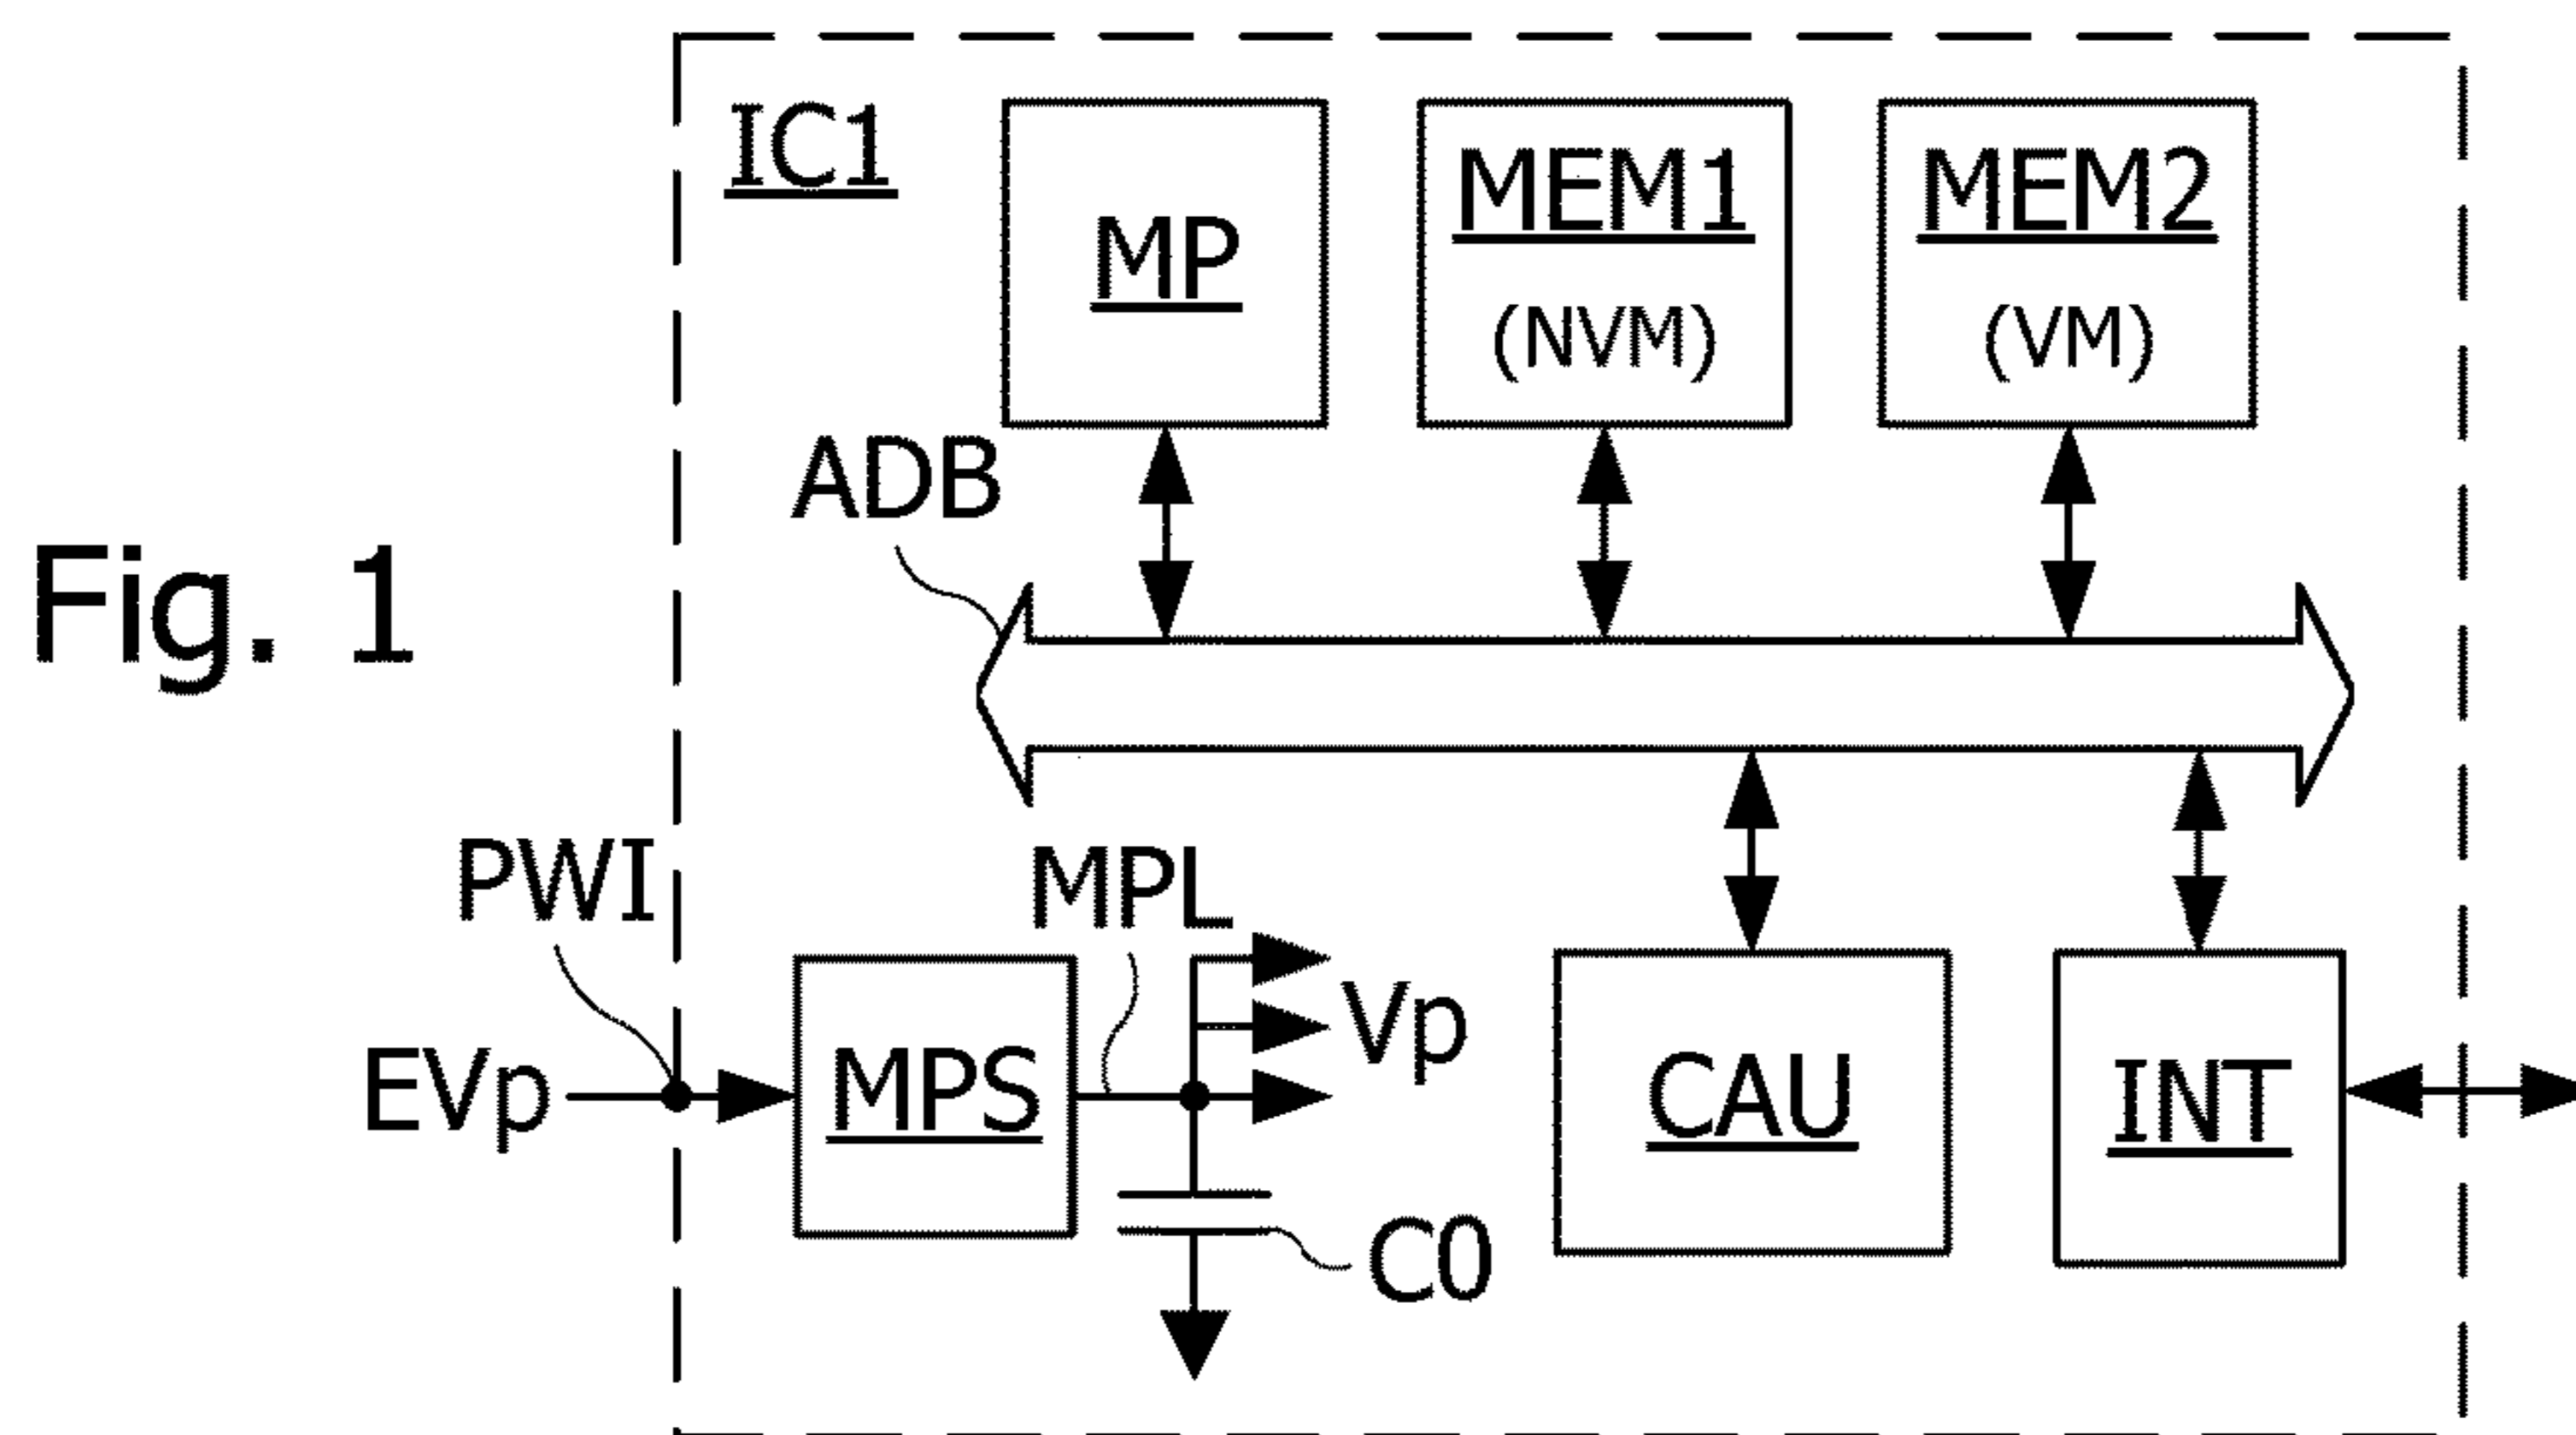 IC1
MP
MEM1
(NVM)
MEM2
(VM)
ADB
Fig. 1
PWI
MPL
EVp
MPS
Vp
CAU
INT
C0